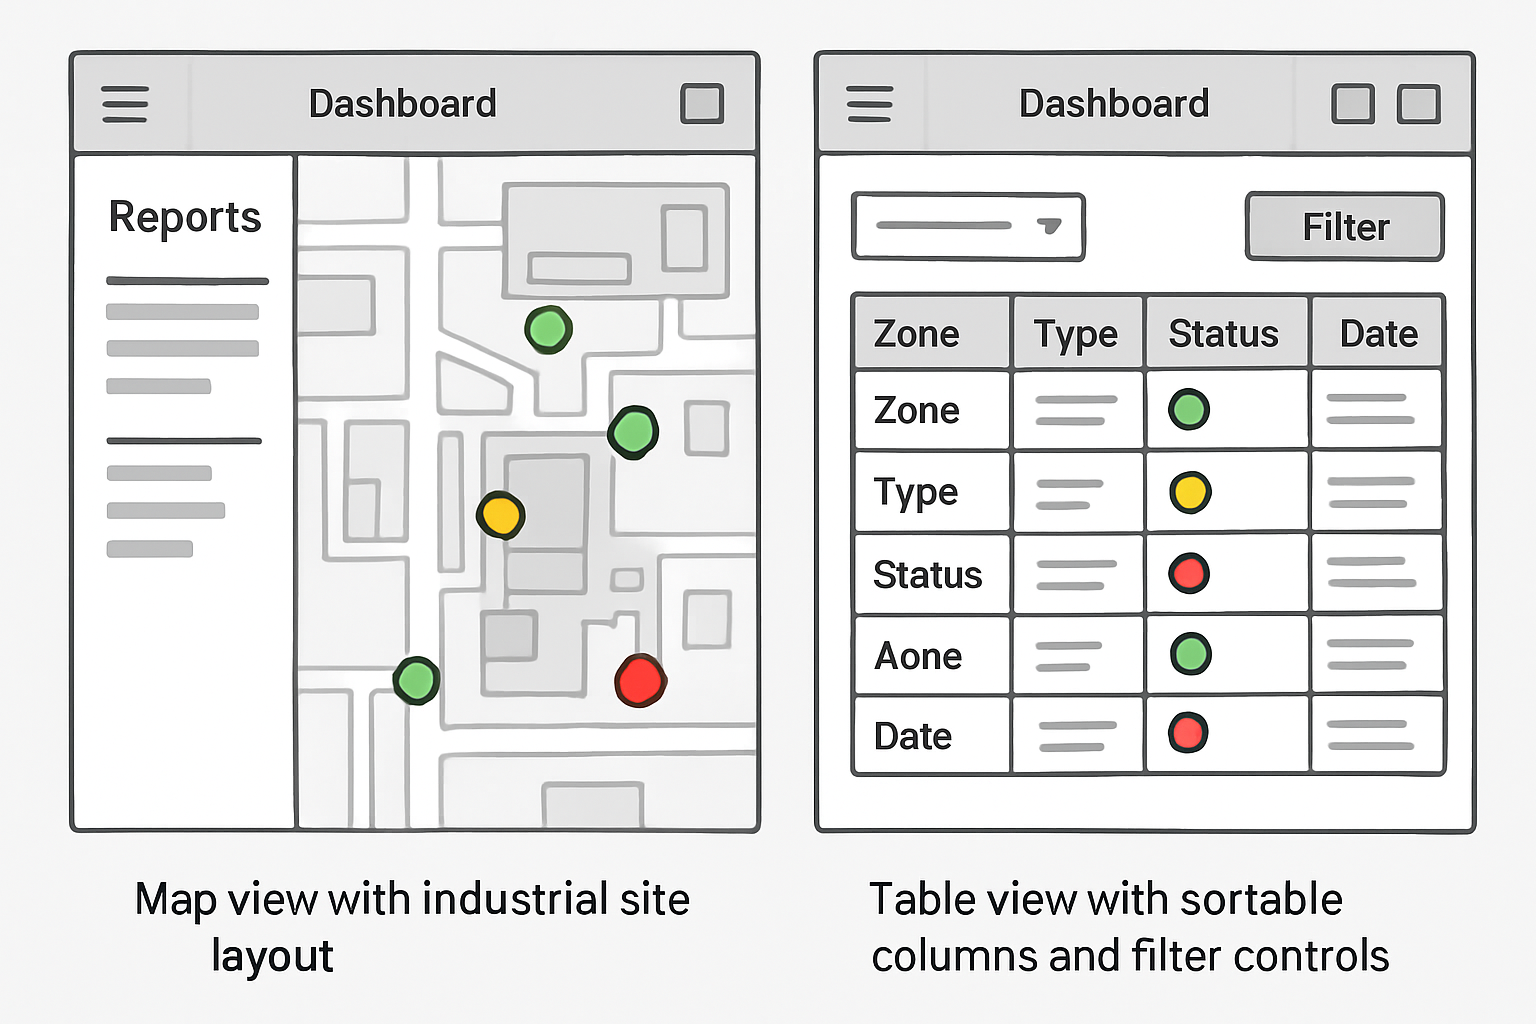 Dashboard
Reports
Map view with industrial site
layout
Dashboard
Filter
Zone Type Status Date
Zone
Type
Status
Aone
Date
Table view with sortable
columns and filter controls